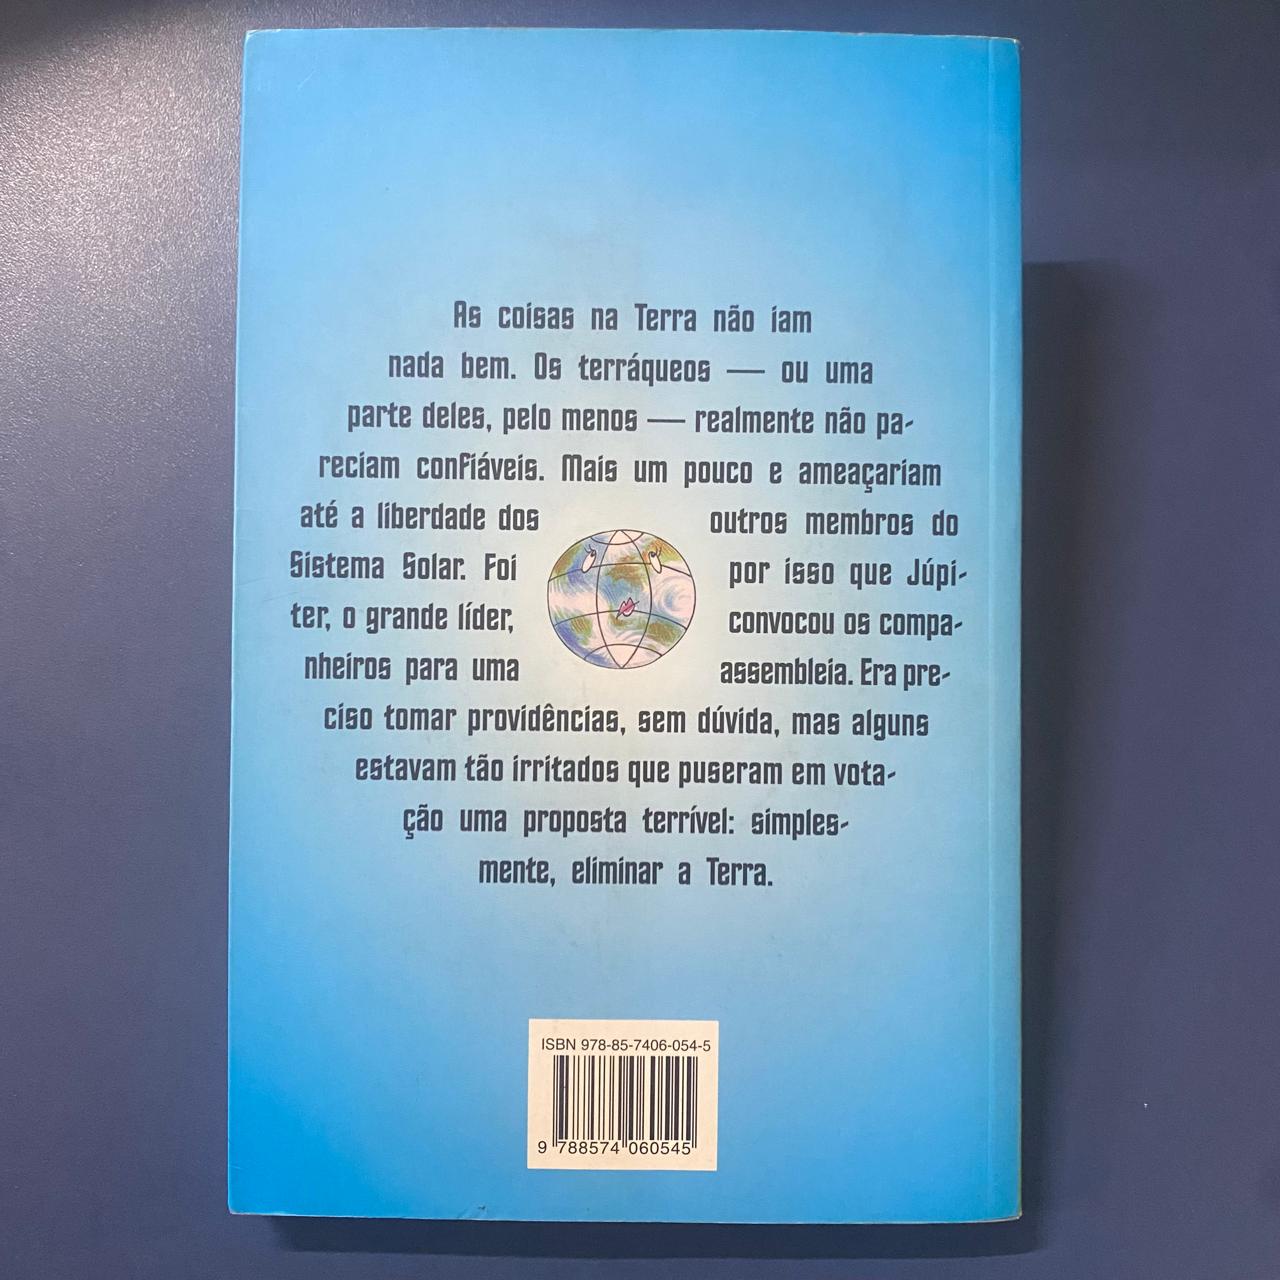 As coisas na Terra não iam
nada bem. Os terráqueos — ou uma
parte deles, pelo menos — realmente não pa-
reciam confiáveis. Mais um pouco e ameaçariam
até a liberdade dos outros membros do
Sistema Solar. Foi por isso que Júpi-
ter, o grande líder, convocou os compa-
nheiros para uma assembleia. Era pre-
ciso tomar providências, sem dúvida, mas alguns
estavam tão irritados que puseram em vota-
ção uma proposta terrível: simples-
mente, eliminar a Terra.
ISBN 978-85-7406-054-5
9 788574 060545